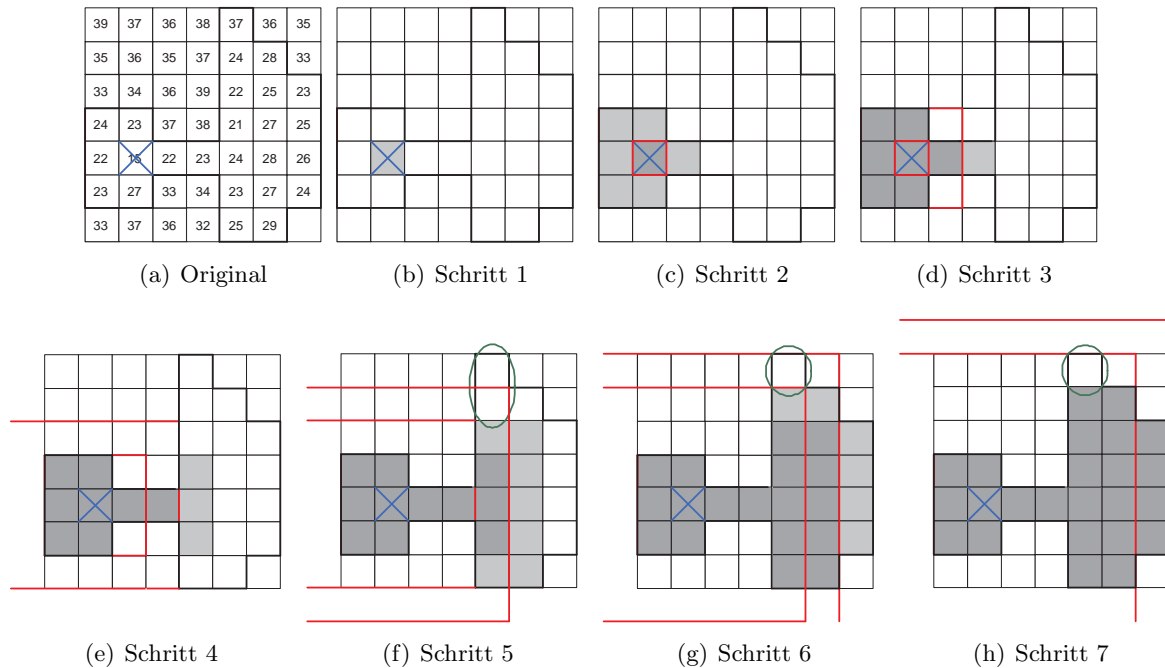 39 37 36 38 37 36 35
35 36 35 37 24 28 33
33 34 36 39 22 25 23
24 23 37 38 21 27 25
22 15 22 23 24 28 26
23 27 33 34 23 27 24
33 37 36 32 25 29
(a) Original
(b) Schritt 1
(c) Schritt 2
(d) Schritt 3
(e) Schritt 4
(f) Schritt 5
(g) Schritt 6
(h) Schritt 7